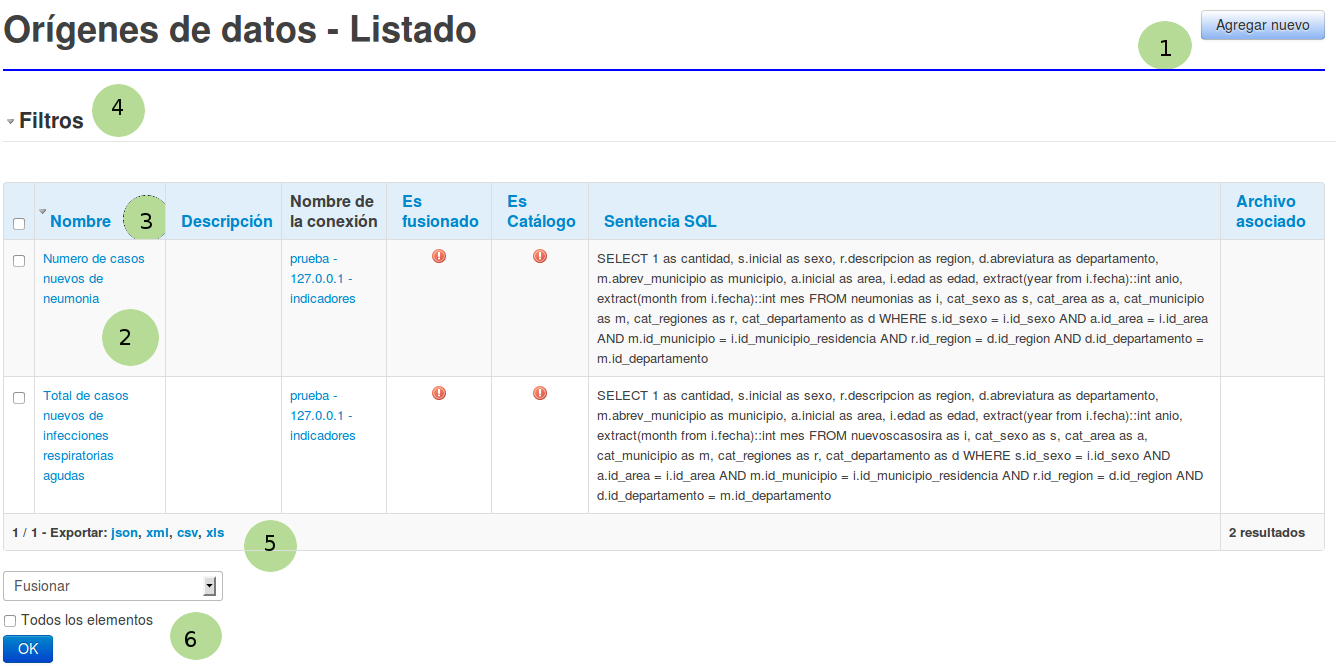 Orígenes de datos - Listado
Agregar nuevo
1
Filtros
4
Nombre
3
Descripción
Nombre de
la conexión
Es
fusionado
Es
Catálogo
Sentencia SQL
Archivo
asociado
Numero de casos
nuevos de
neumonia
2
prueba -
127.0.0.1 -
indicadores
SELECT 1 as cantidad, s.inicial as sexo, r.descripcion as region, d.abreviatura as departamento,
m.abrev_municipio as municipio, a.inicial as area, i.edad as edad, extract(year from i.fecha)::int anio,
extract(month from i.fecha)::int mes FROM neumonias as i, cat_sexo as s, cat_area as a, cat_municipio
as m, cat_regiones as r, cat_departamento as d WHERE s.id_sexo = i.id_sexo AND a.id_area = i.id_area
AND m.id_municipio = i.id_municipio_residencia AND r.id_region = d.id_region AND d.id_departamento =
m.id_departamento
Total de casos
nuevos de
infecciones
respiratorias
agudas
prueba -
127.0.0.1 -
indicadores
SELECT 1 as cantidad, s.inicial as sexo, r.descripcion as region, d.abreviatura as departamento,
m.abrev_municipio as municipio, a.inicial as area, i.edad as edad, extract(year from i.fecha)::int anio,
extract(month from i.fecha)::int mes FROM nuevoscasosira as i, cat_sexo as s, cat_area as a,
cat_municipio as m, cat_regiones as r, cat_departamento as d WHERE s.id_sexo = i.id_sexo AND
a.id_area = i.id_area AND m.id_municipio = i.id_municipio_residencia AND r.id_region = d.id_region AND
d.id_departamento = m.id_departamento
1 / 1 - Exportar: json, xml, csv, xls
5
2 resultados
Fusionar
Todos los elementos
6
OK